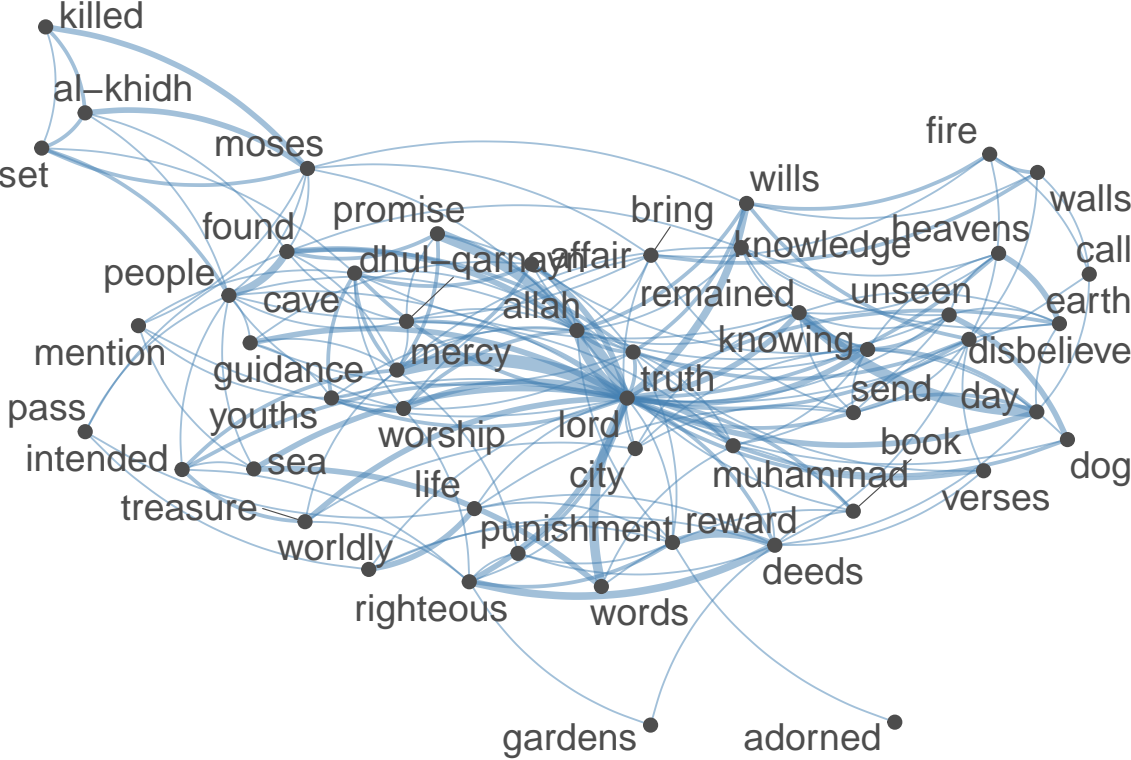 killed
al–khidh
set
moses
fire
walls
wills
promise
bring
found
knowledge
heavens
call
affair
dhul–qarnayn
people
cave
allah
remained
unseen
earth
mention
guidance
mercy
knowing
disbelieve
truth
pass
youths
send
day
worship
lord
book
intended
sea
city
muhammad
dog
life
verses
treasure
punishment
reward
worldly
deeds
righteous
words
gardens
adorned